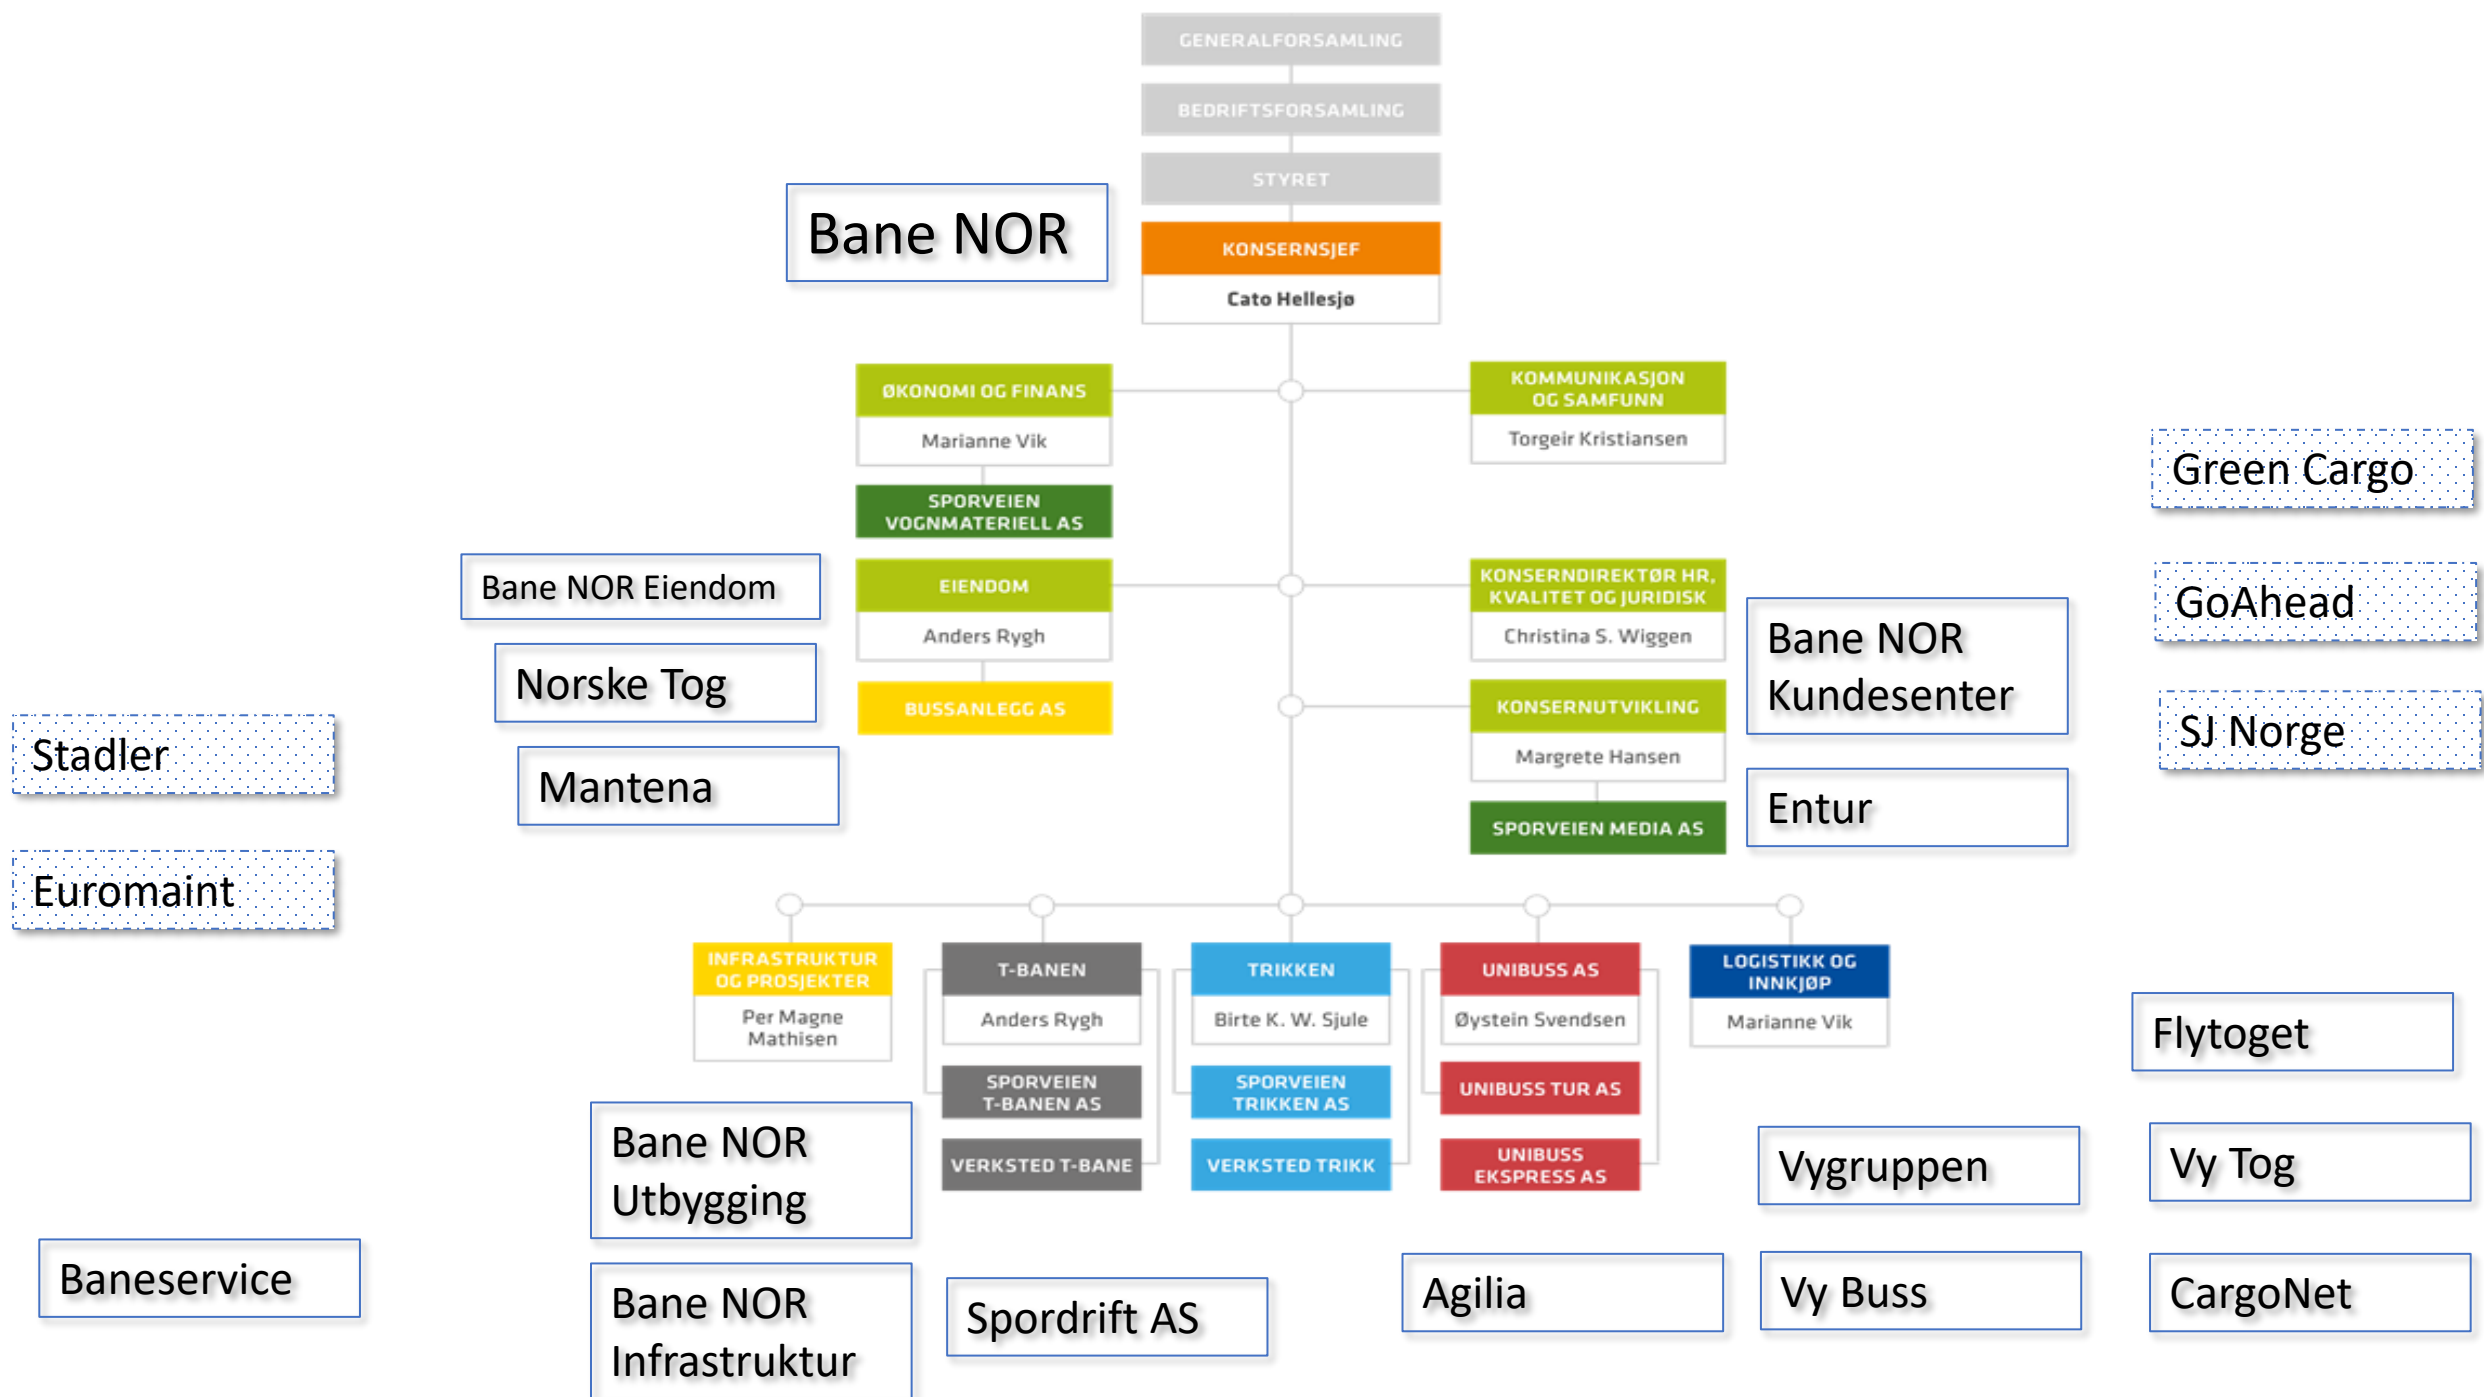 GENERALFORSAMLING
BEDRIFTSFORSAMLING
STYRET
Bane NOR
KONSERNSJEF
Cato Hellesjø
ØKONOMI OG FINANS
Marianne Vik
SPORVEIEN
VOGNMATERIELL AS
KOMMUNIKASJON
OG SAMFUNN
Torgeir Kristiansen
Green Cargo
Bane NOR Eiendom
EIENDOM
Anders Rygh
BUSSANLEGG AS
KONSERNDIREKTØR HR,
KVALITET OG JURIDISK
Christina S. Wiggen
KONSERNUTVIKLING
Margrete Hansen
SPORVEIEN MEDIA AS
Bane NOR
Kundesenter
Entur
GoAhead
SJ Norge
Norske Tog
Mantena
Stadler
Euromaint
INFRASTRUKTUR
OG PROSJEKTER
Per Magne
Mathisen
T-BANEN
Anders Rygh
SPORVEIEN
T-BANEN AS
VERKSTED T-BANE
TRIKKEN
Birte K. W. Sjule
SPORVEIEN
TRIKKEN AS
VERKSTED TRIKK
UNIBUSS AS
Øystein Svendsen
UNIBUSS TUR AS
UNIBUSS
EKSPRESS AS
LOGISTIKK OG
INNKJØP
Marianne Vik
Flytoget
Bane NOR
Utbygging
Vygruppen
Vy Tog
Baneservice
Bane NOR
Infrastruktur
Spordrift AS
Agilia
Vy Buss
CargoNet